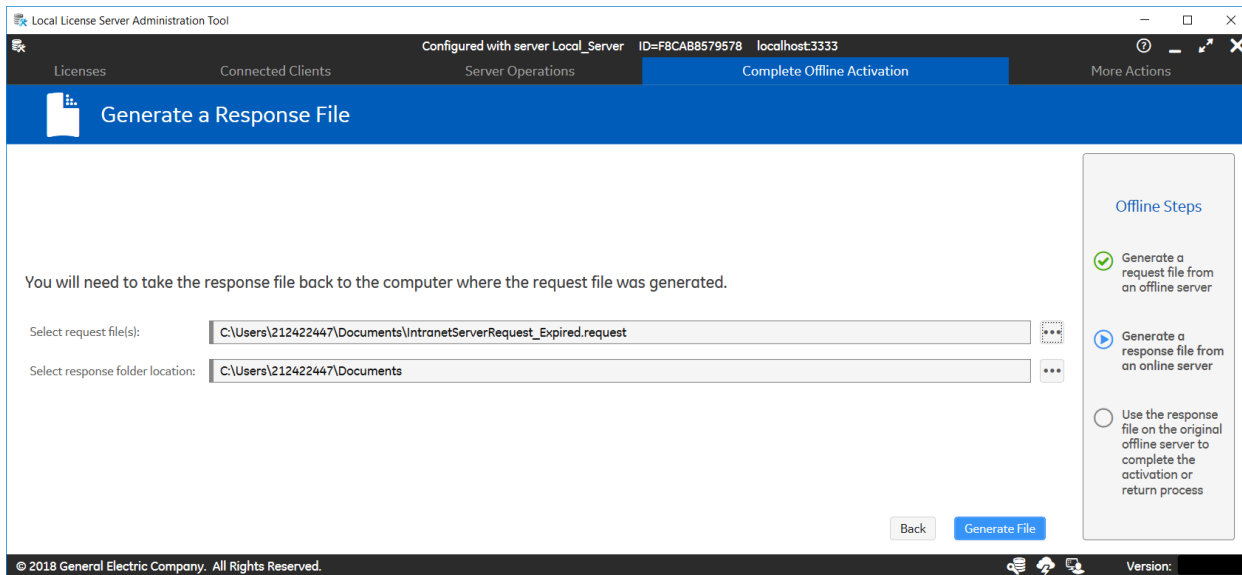 Local License Server Administration Tool
Configured with server Local_Server ID=F8CAB8579578 localhost:3333
Licenses Connected Clients Server Operations Complete Offline Activation More Actions
Generate a Response File
You will need to take the response file back to the computer where the request file was generated.
Select request file(s): C:\Users\212422447\Documents\IntranetServerRequest_Expired.request
Select response folder location: C:\Users\212422447\Documents
Back Generate File
Offline Steps
Generate a
request file from
an offline server
Generate a
response file from
an online server
Use the response
file on the original
offline server to
complete the
activation or
return process
© 2018 General Electric Company. All Rights Reserved. Version: